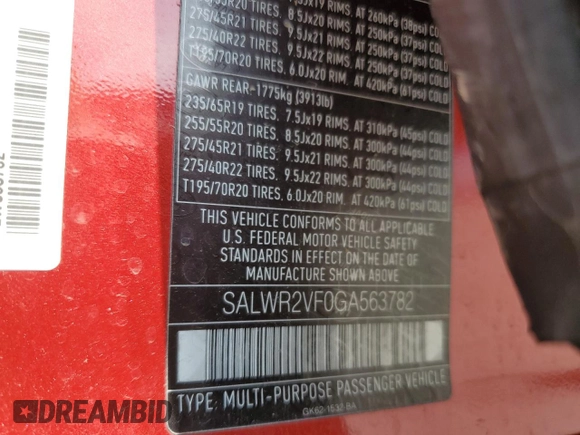 275/45R21 TIRES, 9.5Jx21 RIMS. AT 250kPa (37psi) COLD
275/40R22 TIRES, 9.5Jx22 RIMS. AT 250kPa (37psi) COLD
T195/70R20 TIRES, 6.0Jx20 RIM. AT 420kPa (61psi) COLD
GAWR REAR-1775kg (3913lb)
235/65R19 TIRES, 7.5Jx19 RIMS, AT 310kPa (45psi) COLD
255/55R20 TIRES, 8.5Jx20 RIMS, AT 300kPa (44psi) COLD
275/45R21 TIRES, 9.5Jx21 RIMS, AT 300kPa (44psi) COLD
275/40R22 TIRES, 9.5Jx22 RIMS, AT 300kPa (44psi) COLD
T195/70R20 TIRES, 6.0Jx20 RIM, AT 420kPa (61psi) COLD
THIS VEHICLE CONFORMS TO ALL APPLICABLE
U.S. FEDERAL MOTOR VEHICLE SAFETY
STANDARDS IN EFFECT ON THE DATE OF
MANUFACTURE SHOWN ABOVE.
SALWR2VF0GA563782
TYPE: MULTI-PURPOSE PASSENGER VEHICLE
DREAMBID